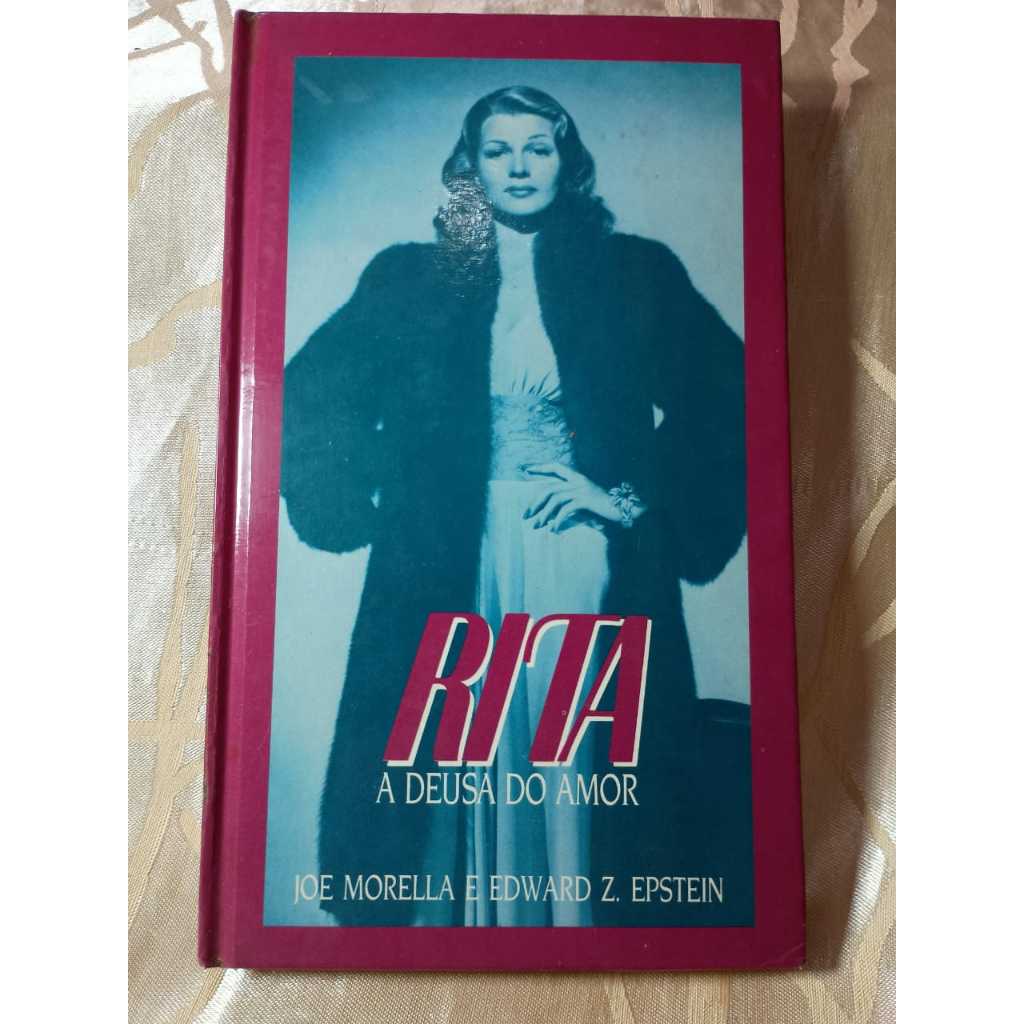 RITA
A DEUSA DO AMOR
JOE MORELLA E EDWARD Z. EPSTEIN